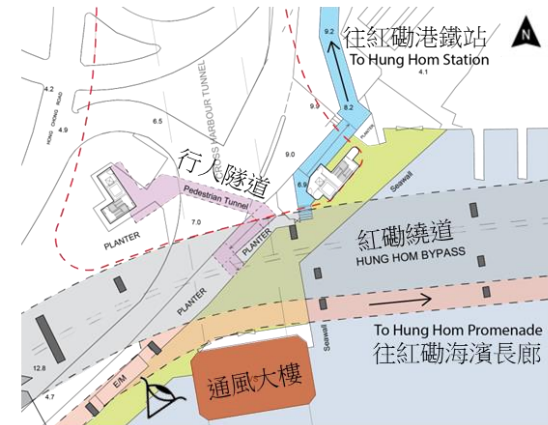 9.2
往紅磡港鐵站
To Hung Hom Station
N
4.1
4.2
HONG CHONG ROAD
4.9
6.5
CROSS HARBOUR TUNNEL
9.9
8.2
PLANTER
行人隧道
9.0
6.9
Pedestrian Tunnel
Seawall
7.0
PLANTER
PLANTER
紅磡繞道
HUNG HOM BYPASS
PLANTER
Seawall
To Hung Hom Promenade
往紅磡海濱長廊
12.8
E/M
4.7
通風大樓